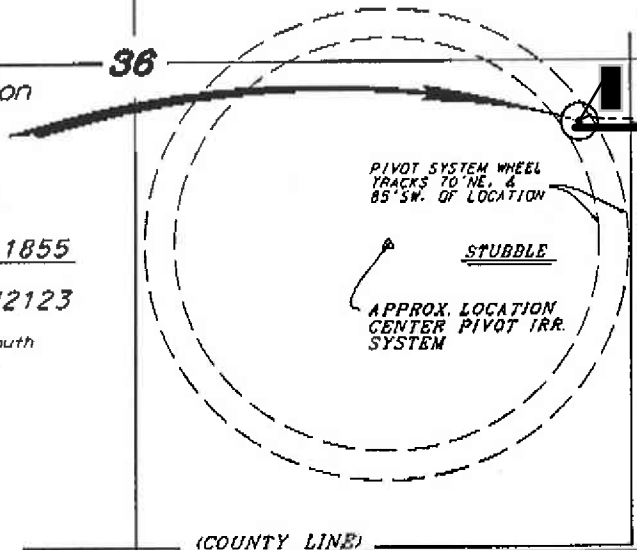 36
on
PIVOT SYSTEM WHEEL
TRACKS 70'NE. &
85'SW. OF LOCATION
1855
STUBBLE
2123
uth
APPROX. LOCATION
CENTER PIVOT IRR.
SYSTEM
(COUNTY LINE)